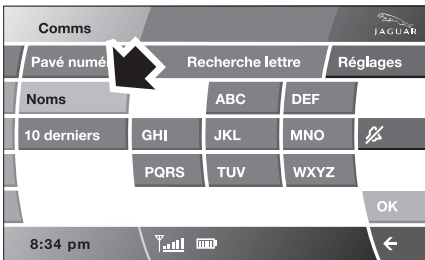 Comms
JAGUAR
Pavé numé
Recherche lettre
Réglages
Noms
ABC
DEF
10 derniers
GHI
JKL
MNO
PQRS
TUV
WXYZ
OK
8:34 pm